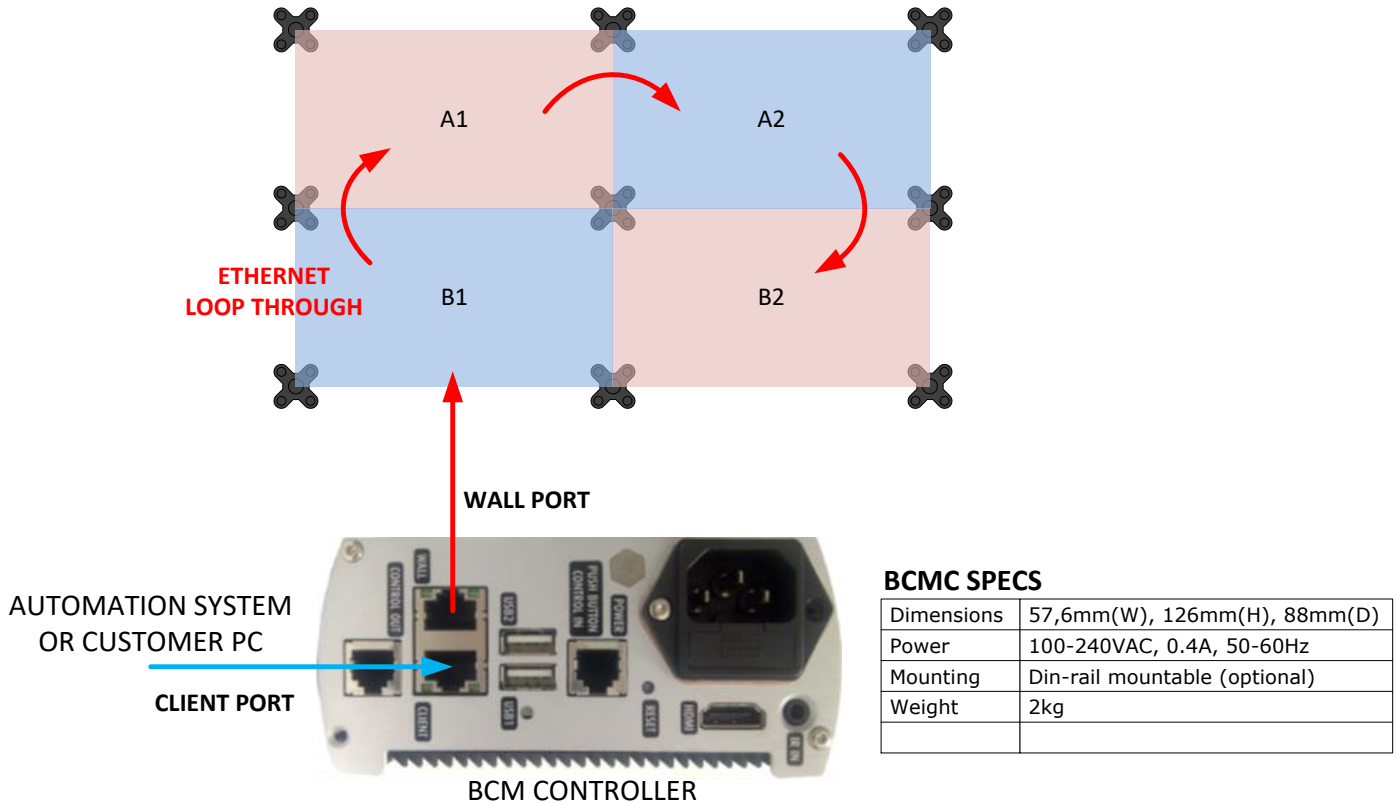 A1
A2
ETHERNET
LOOP THROUGH
B1
B2
WALL PORT
AUTOMATION SYSTEM
OR CUSTOMER PC
CLIENT PORT
CONTROL OUT
WALL
CLIENT
USB2
USB1
PUSH BUTTON
CONTROL IN
POWER
RESET
HDMI
IR IN
BCM CONTROLLER
BCMC SPECS
Dimensions 57,6mm(W), 126mm(H), 88mm(D)
Power 100-240VAC, 0.4A, 50-60Hz
Mounting Din-rail mountable (optional)
Weight 2kg